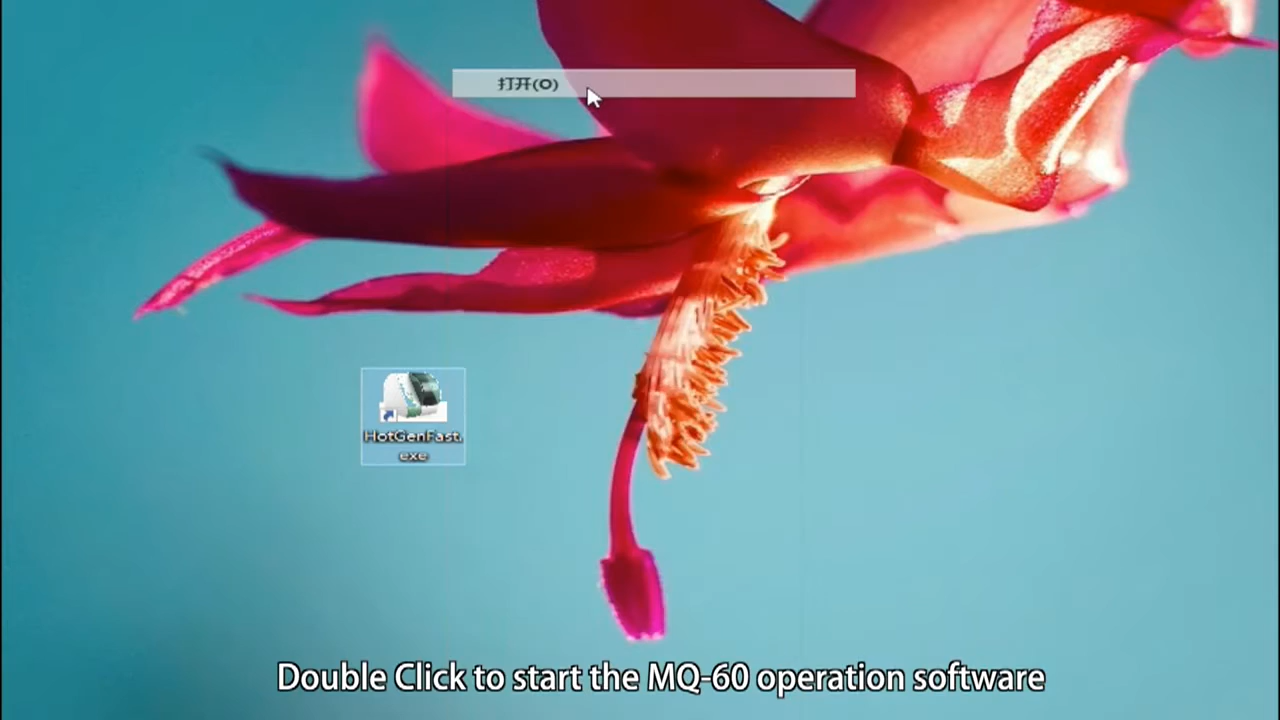 打开(O)
HotGenFast.
exe
Double Click to start the MQ-60 operation software